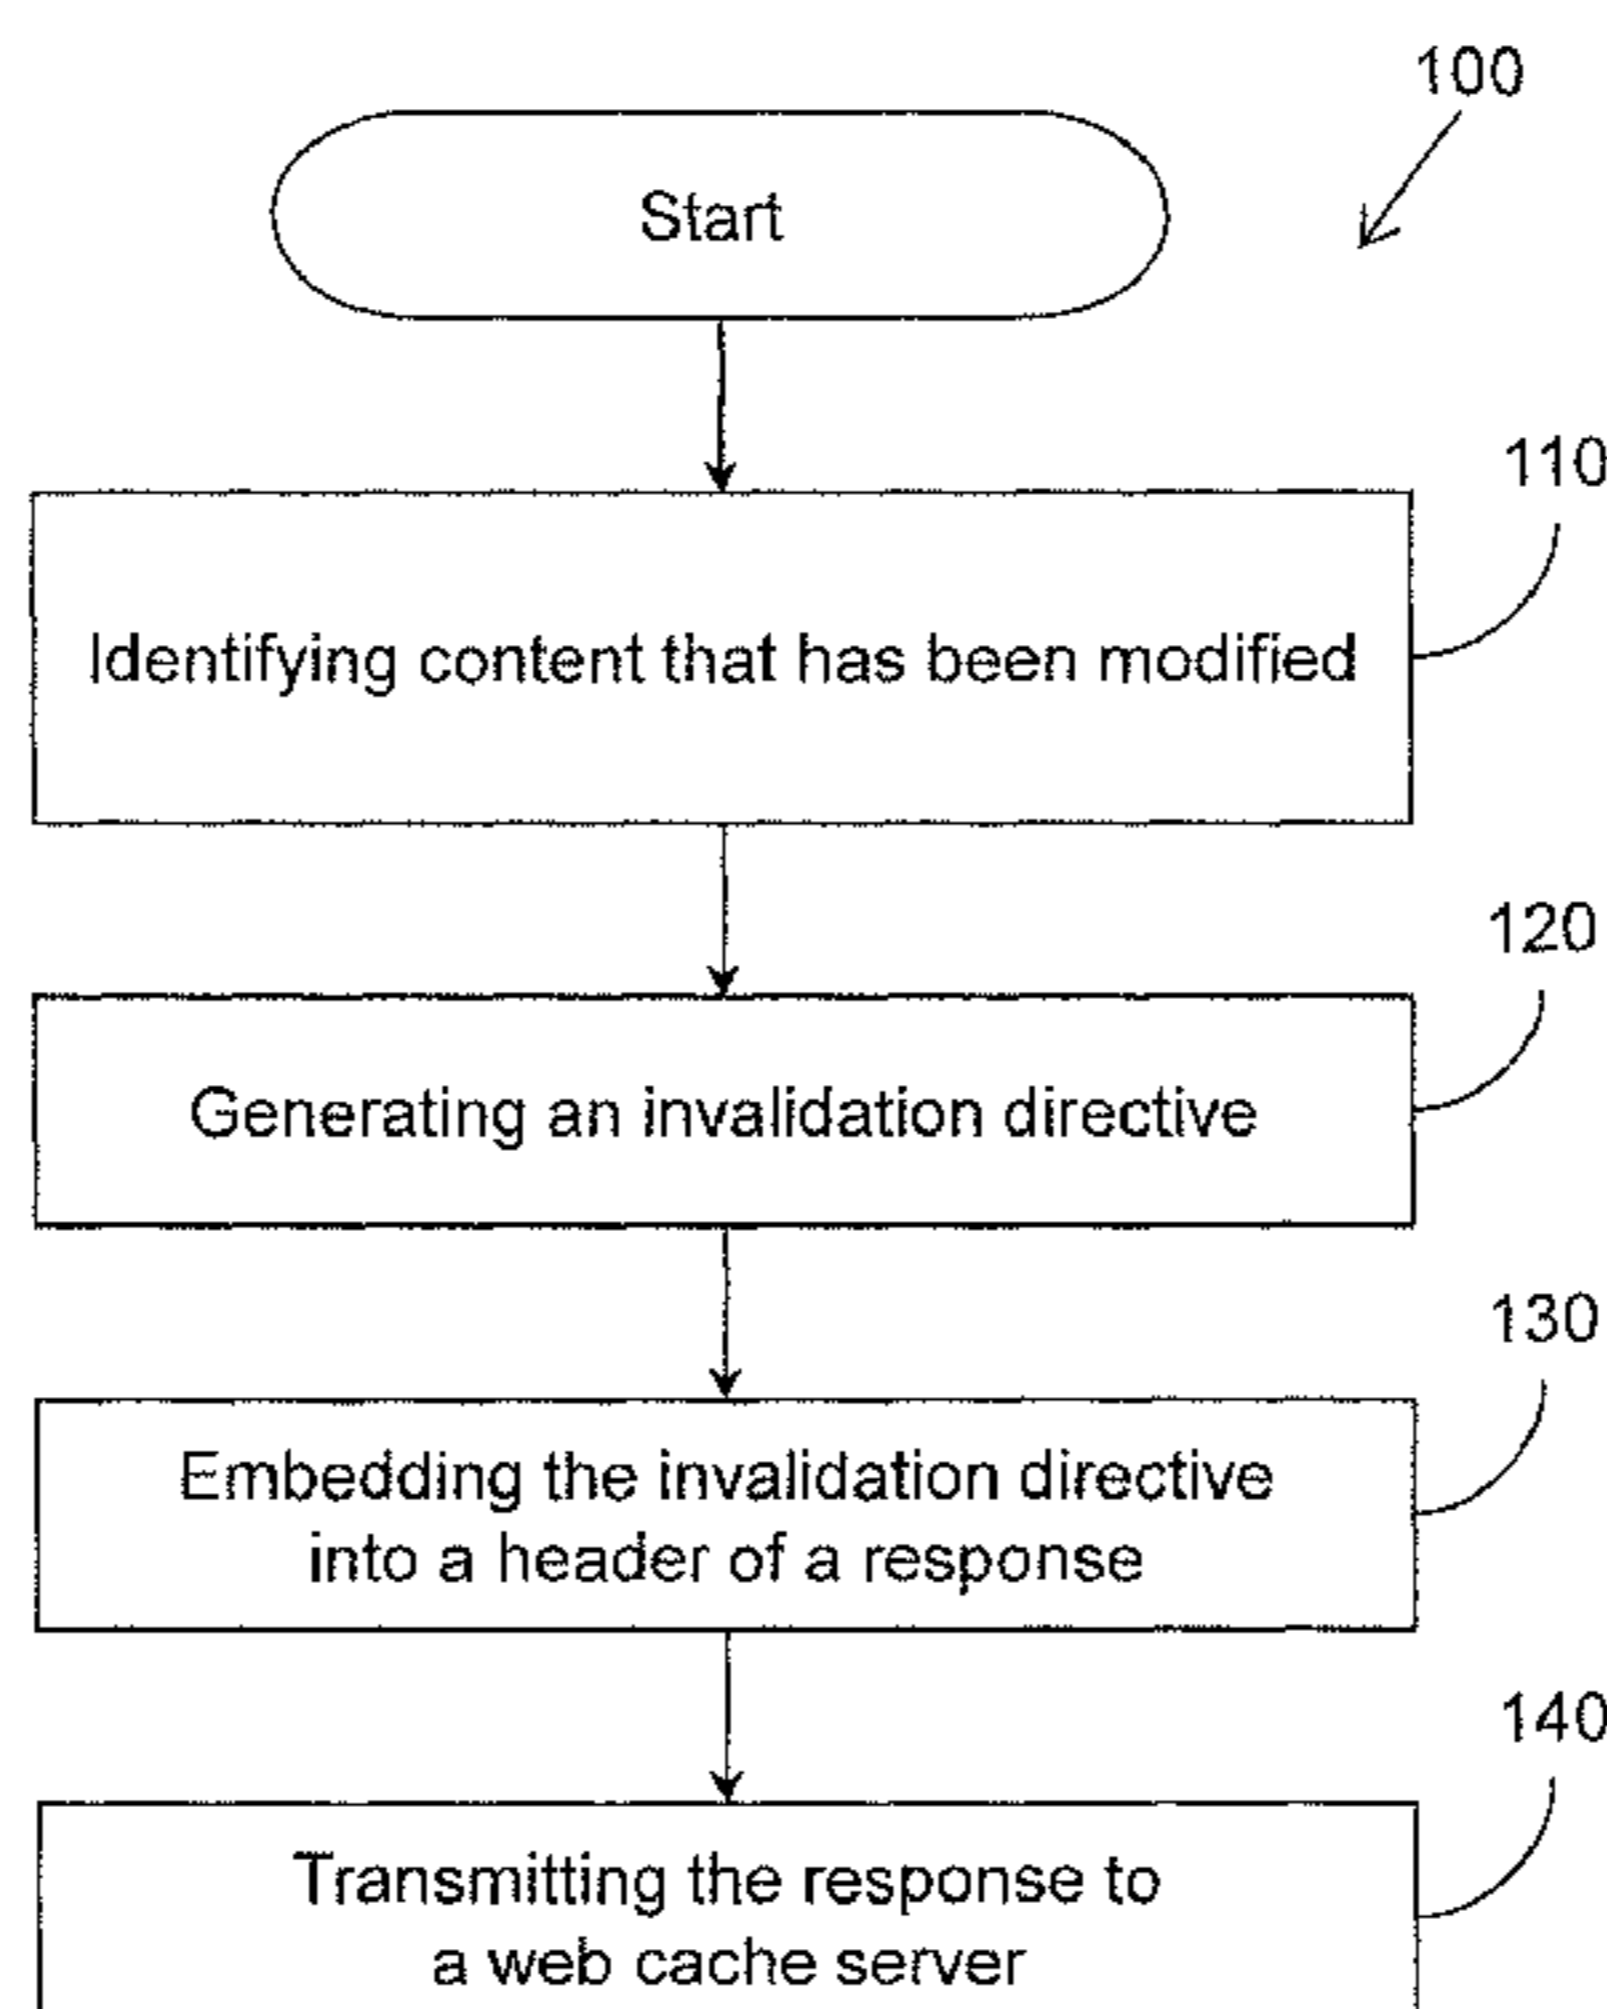 100
Start
110
Identifying content that has been modified
120
Generating an invalidation directive
130
Embedding the invalidation directive
into a header of a response
140
Transmitting the response to
a web cache server